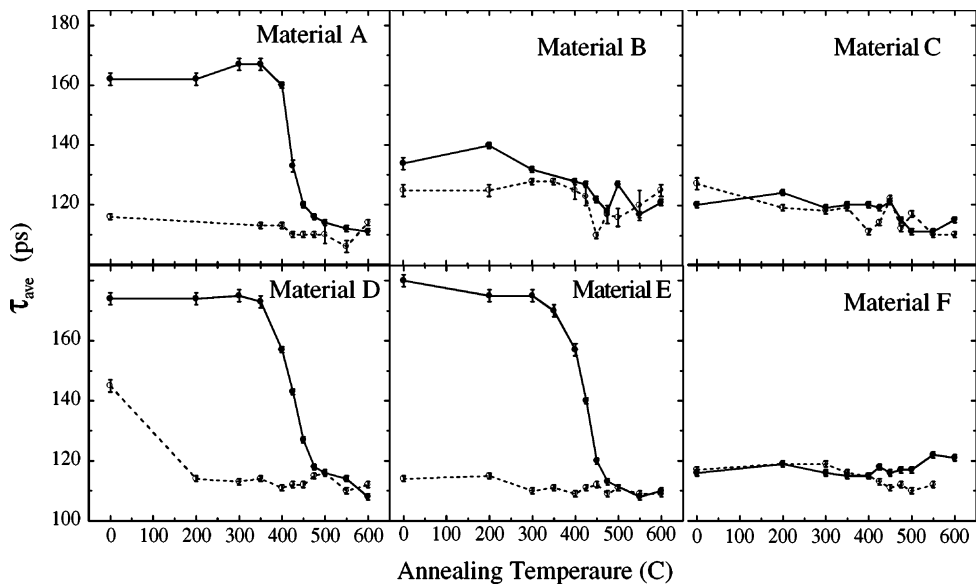 185
Material A
Material B
Material C
160
140
120
τave (ps)
Material D
Material E
Material F
160
140
120
100
0 100 200 300 400 500 600 0 100 200 300 400 500 600 0 100 200 300 400 500 600
Annealing Temperaure (C)